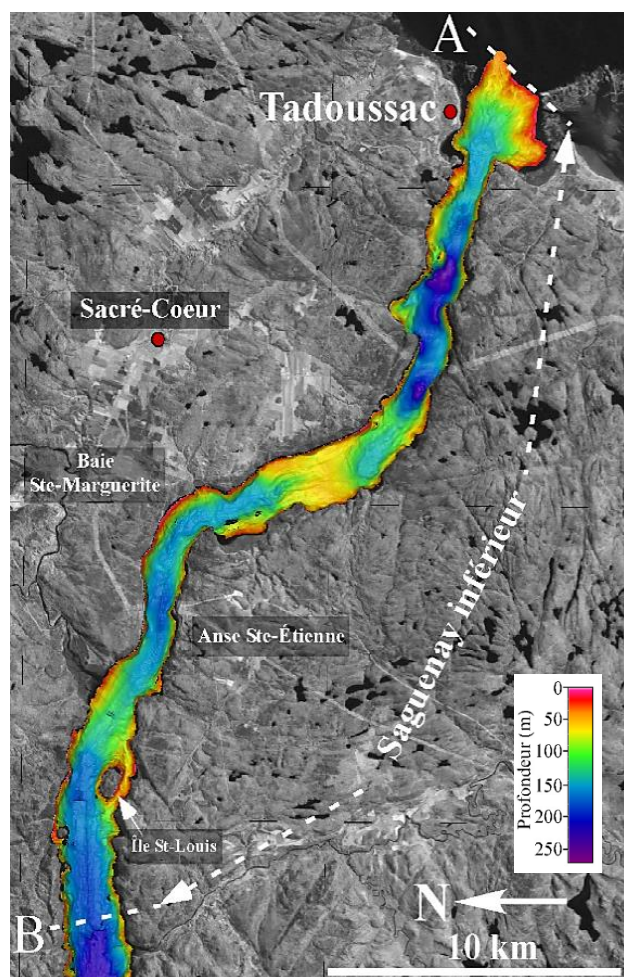 A
Tadoussac
Sacré-Coeur
Baie
Ste-Marguerite
Saguenay inférieur
Anse Ste-Étienne
Profondeur (m)
0
50
100
150
200
250
Île St-Louis
B
N
10 km